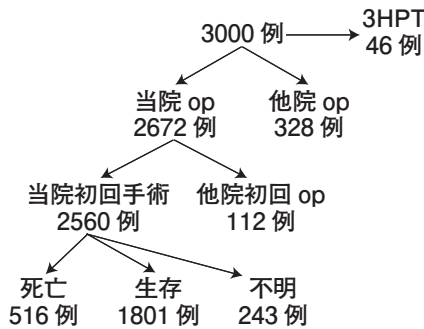 3000 例
3HPT
46 例
当院 op
2672 例
他院 op
328 例
当院初回手術
2560 例
他院初回 op
112 例
死亡
516 例
生存
1801 例
不明
243 例